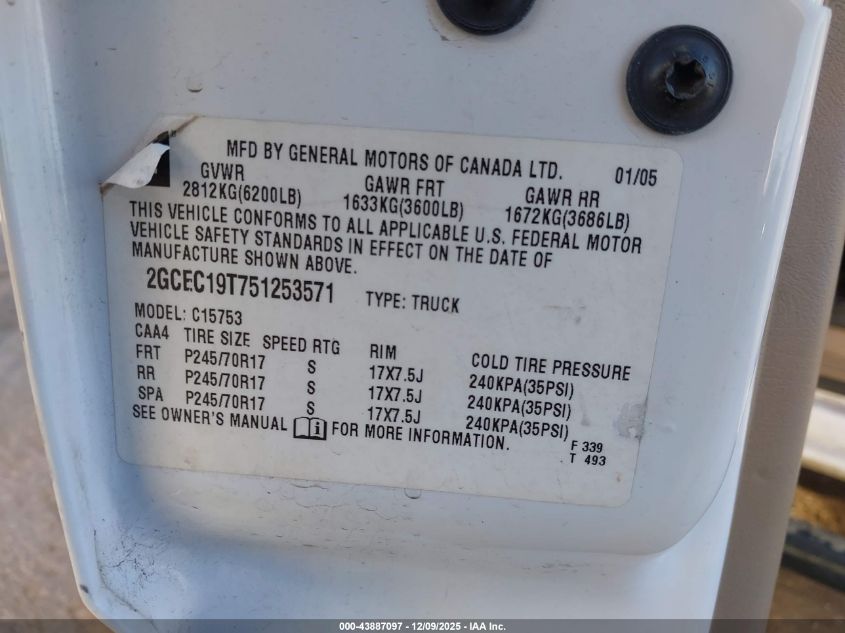 MFD BY GENERAL MOTORS OF CANADA LTD. 01/05
GVWR GAWR FRT GAWR RR
2812KG(6200LB) 1633KG(3600LB) 1672KG(3686LB)
THIS VEHICLE CONFORMS TO ALL APPLICABLE U.S. FEDERAL MOTOR
VEHICLE SAFETY STANDARDS IN EFFECT ON THE DATE OF
MANUFACTURE SHOWN ABOVE.
2GCEC19T751253571 TYPE: TRUCK
MODEL: C15753
CAA4 TIRE SIZE SPEED RTG RIM COLD TIRE PRESSURE
FRT P245/70R17 S 17X7.5J 240KPA(35PSI)
RR P245/70R17 S 17X7.5J 240KPA(35PSI)
SPA P245/70R17 S 17X7.5J 240KPA(35PSI)
SEE OWNER'S MANUAL FOR MORE INFORMATION. F 339
T 493
000-43887097 - 12/09/2025 - IAA Inc.